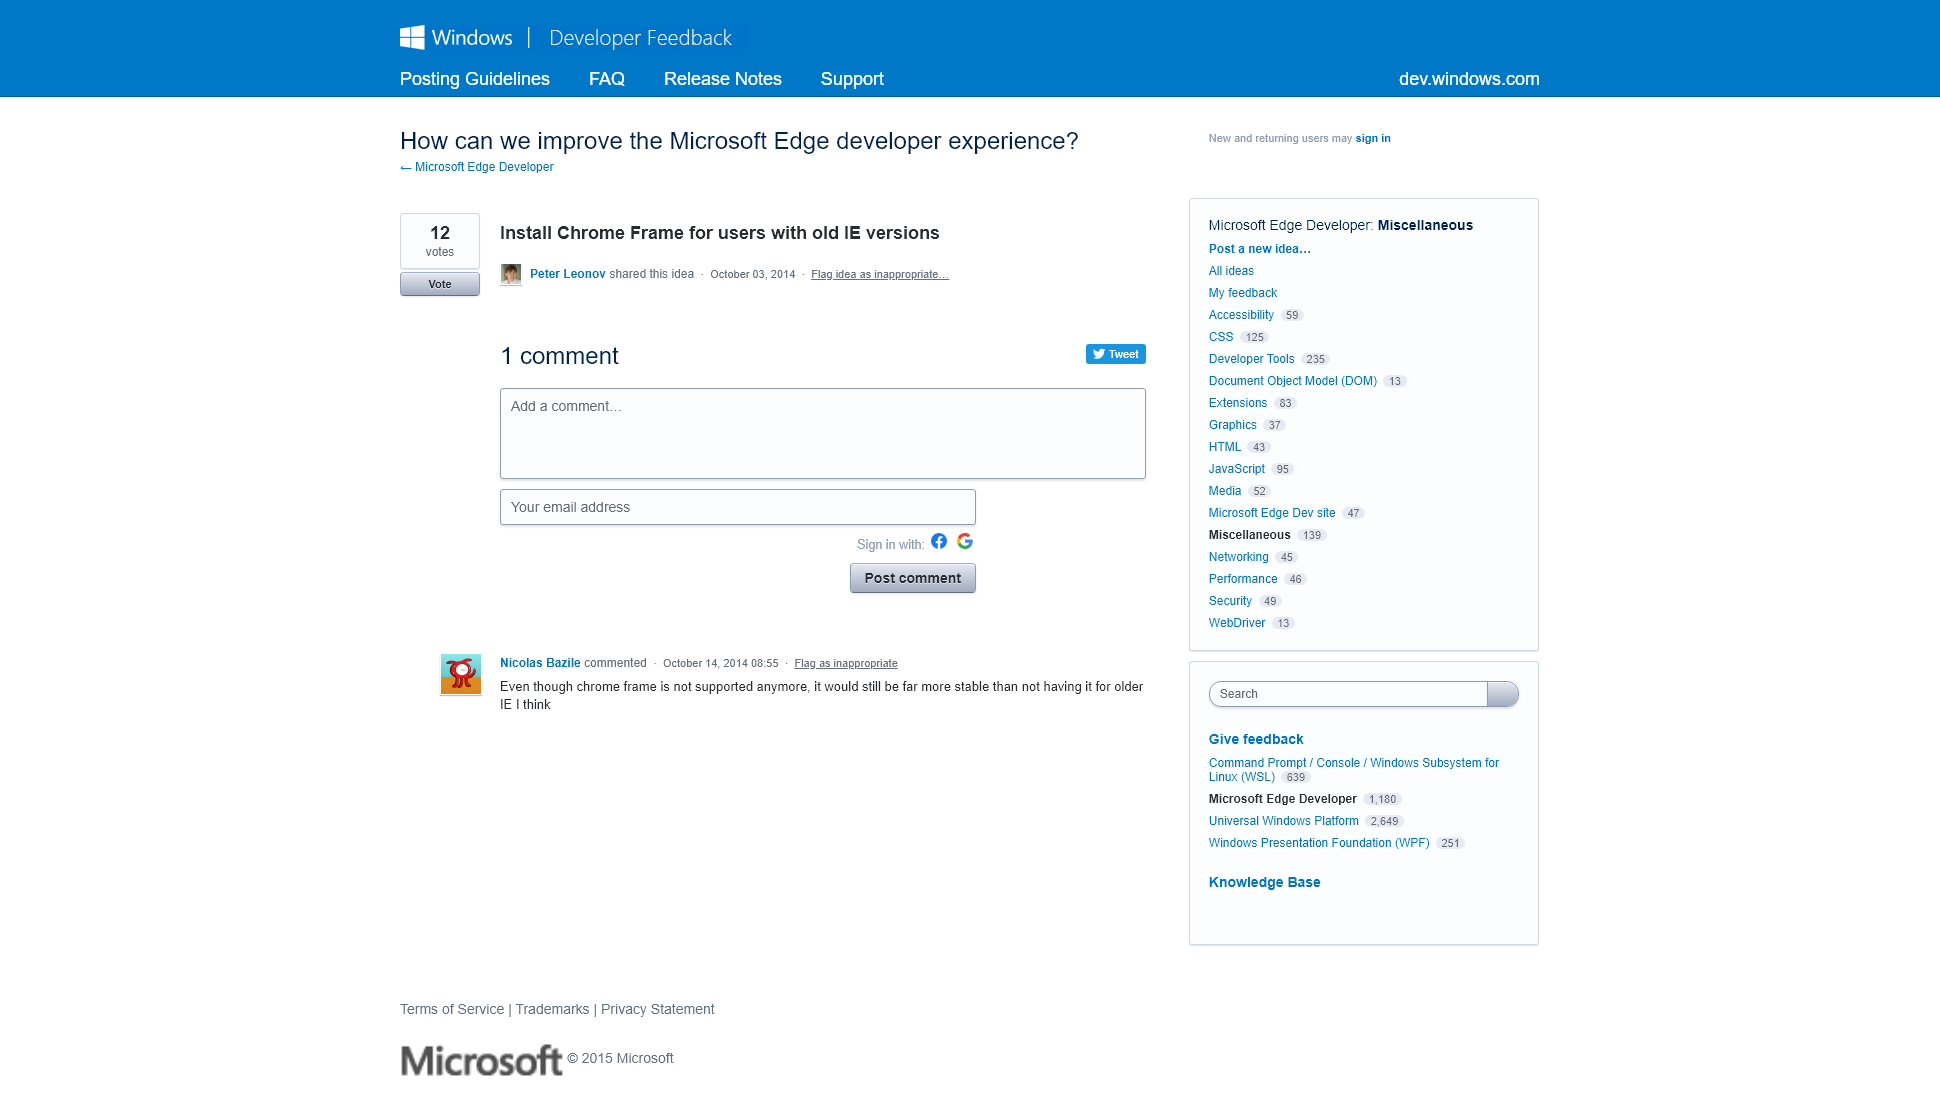 Windows | Developer Feedback
Posting Guidelines FAQ Release Notes Support dev.windows.com
How can we improve the Microsoft Edge developer experience?
← Microsoft Edge Developer
New and returning users may sign in
12
votes
Vote
Install Chrome Frame for users with old IE versions
Peter Leonov shared this idea · October 03, 2014 · Flag idea as inappropriate…
1 comment
Tweet
Add a comment…
Your email address
Sign in with:
Post comment
Nicolas Bazile commented · October 14, 2014 08:55 · Flag as inappropriate
Even though chrome frame is not supported anymore, it would still be far more stable than not having it for older
IE I think
Microsoft Edge Developer: Miscellaneous
Post a new idea…
All ideas
My feedback
Accessibility 59
CSS 125
Developer Tools 235
Document Object Model (DOM) 13
Extensions 83
Graphics 37
HTML 43
JavaScript 95
Media 52
Microsoft Edge Dev site 47
Miscellaneous 139
Networking 45
Performance 46
Security 49
WebDriver 13
Search
Give feedback
Command Prompt / Console / Windows Subsystem for
Linux (WSL) 639
Microsoft Edge Developer 1,180
Universal Windows Platform 2,649
Windows Presentation Foundation (WPF) 251
Knowledge Base
Terms of Service | Trademarks | Privacy Statement
Microsoft © 2015 Microsoft